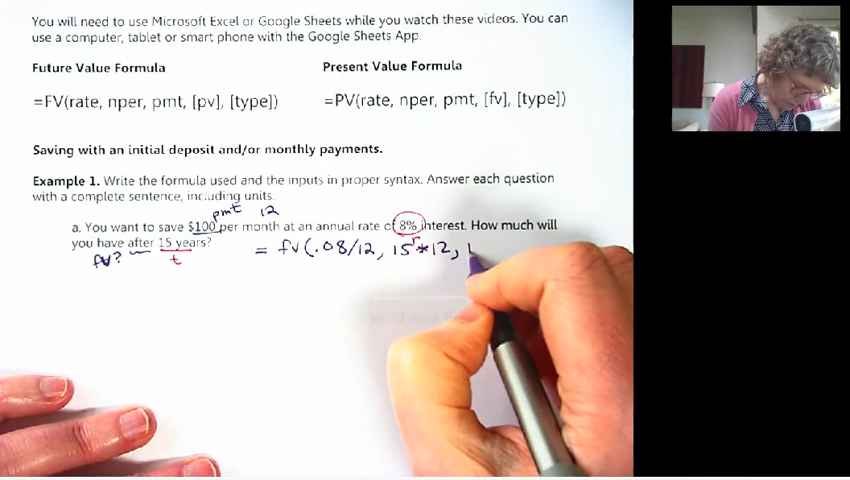 You will need to use Microsoft Excel or Google Sheets while you watch these videos. You can
use a computer, tablet or smart phone with the Google Sheets App.
Future Value Formula
Present Value Formula
=FV(rate, nper, pmt, [pv], [type])
=PV(rate, nper, pmt, [fv], [type])
Saving with an initial deposit and/or monthly payments.
Example 1. Write the formula used and the inputs in proper syntax. Answer each question
with a complete sentence, including units.
pmt 12
a. You want to save $100 per month at an annual rate of 8% interest. How much will
you have after 15 years?
r
= fv(.08/12, 15*12, 1
fv?
t